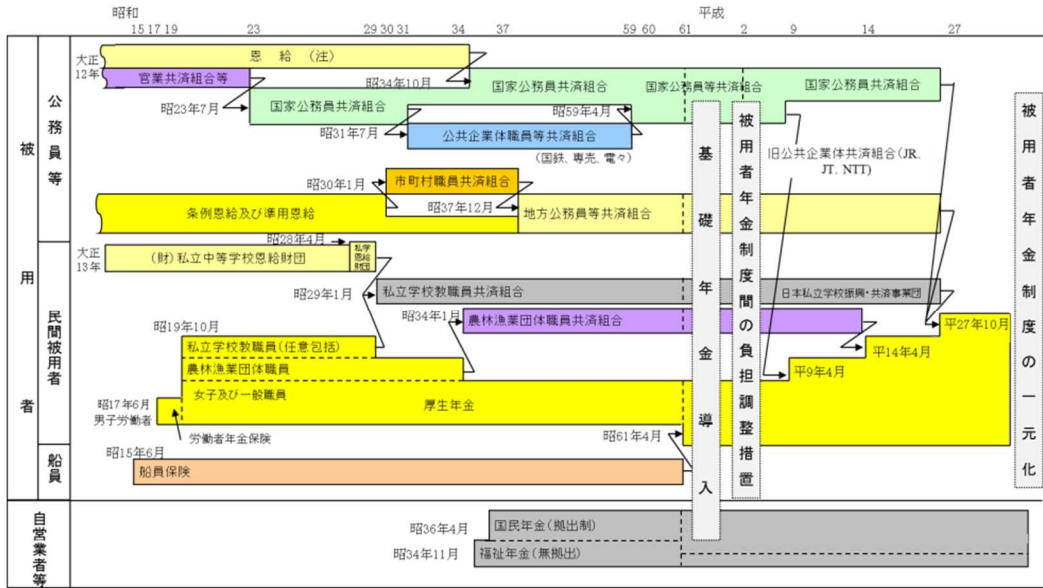 昭和
平成
15 17 19 23 29 30 31 34 37 59 60 61 2 9 14 27
被用者
公務員等
大正12年
恩 給 (注)
官業共済組合等
昭34年10月
国家公務員共済組合
国家公務員等共済組合
国家公務員共済組合
昭23年7月
国家公務員共済組合
昭59年4月
昭31年7月
公共企業体職員等共済組合
(国鉄、専売、電々)
旧公共企業体共済組合(JR、
JT、NTT)
昭30年1月
市町村職員共済組合
昭37年12月
条例恩給及び準用恩給
地方公務員等共済組合
民間被用者
昭28年4月
大正13年
(財)私立中等学校恩給財団
私学恩給財団
昭29年1月
私立学校教職員共済組合
日本私立学校振興・共済事業団
昭34年1月
農林漁業団体職員共済組合
昭19年10月
平27年10月
私立学校教職員(任意包括)
平14年4月
農林漁業団体職員
平9年4月
女子及び一般職員
昭17年6月
男子労働者
厚生年金
労働者年金保険
昭61年4月
船員
昭15年6月
船員保険
自営業者等
昭36年4月
国民年金(拠出制)
昭34年11月
福祉年金(無拠出)
基礎年金導入
被用者年金制度間の負担調整措置
被用者年金制度の一元化